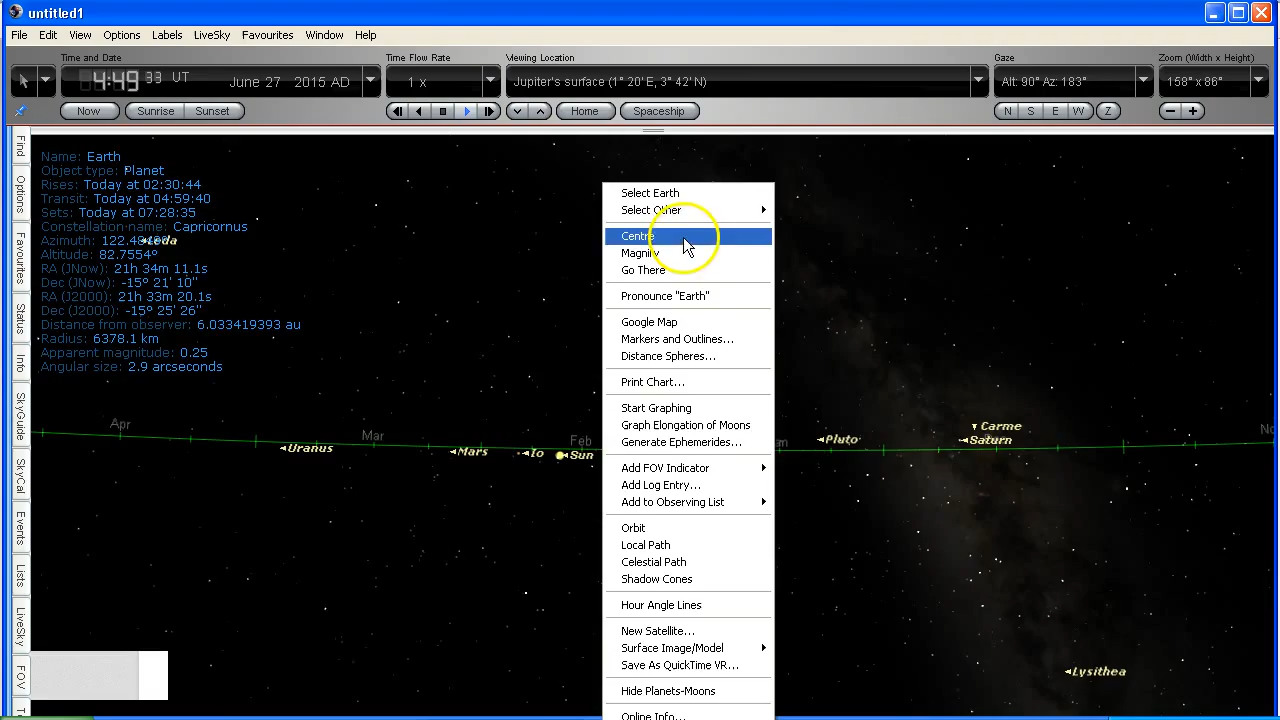 untitled1
File Edit View Options Labels LiveSky Favourites Window Help
Time and Date Time Flow Rate Viewing Location Gaze Zoom (Width x Height)
4:49 33 UT June 27 2015 AD 1 x Jupiter's surface (1° 20' E, 3° 42' N) Alt: 90° Az: 183° 158° x 86°
Now Sunrise Sunset Home Spaceship N S E W Z
Find
Options
Favourites
Status
Info
SkyGuide
SkyCal
Events
Lists
LiveSky
FOV
Name: Earth
Object type: Planet
Rises: Today at 02:30:44
Transit: Today at 04:59:40
Sets: Today at 07:28:35
Constellation name: Capricornus
Azimuth:
Leda
Altitude: 82.7554°
RA (JNow): 21h 34m 11.1s
Dec (JNow): -15° 21' 10"
RA (J2000): 21h 33m 20.1s
Dec (J2000): -15° 25' 26"
Distance from observer: 6.033419393 au
Radius: 6378.1 km
Apparent magnitude: 0.25
Angular size: 2.9 arcseconds
Apr
Mar
Feb
Uranus
Mars
Io
Sun
Select Earth
Select Other
Centre
Magnify
Go There
Pronounce "Earth"
Google Map
Markers and Outlines...
Distance Spheres...
Print Chart...
Start Graphing
Graph Elongation of Moons
Generate Ephemerides...
Add FOV Indicator
Add Log Entry...
Add to Observing List
Orbit
Local Path
Celestial Path
Shadow Cones
Hour Angle Lines
New Satellite...
Surface Image/Model
Save As QuickTime VR...
Hide Planets-Moons
Online Info...
Pluto
Carme
Saturn
Lysithea